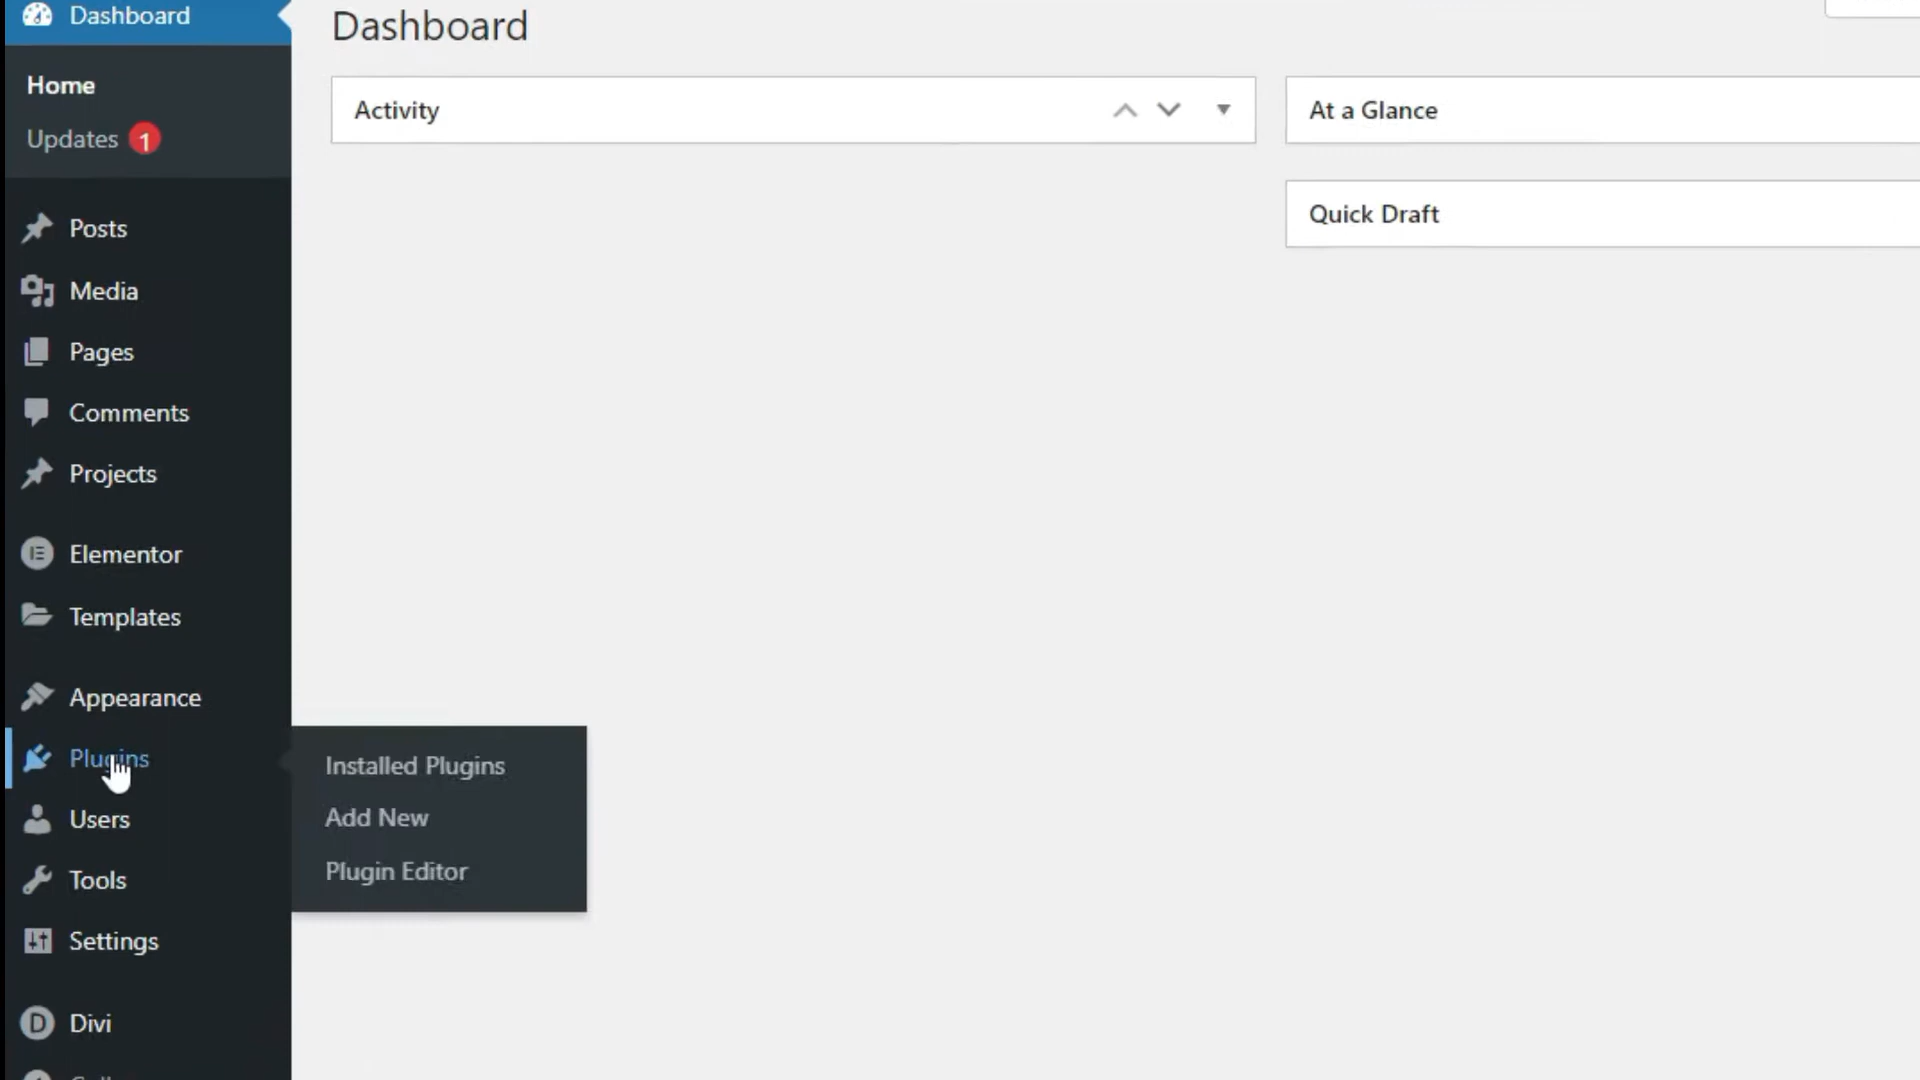 Dashboard
Home
Updates 1
Posts
Media
Pages
Comments
Projects
Elementor
Templates
Appearance
Plugins
Users
Tools
Settings
Divi
Installed Plugins
Add New
Plugin Editor
Dashboard
Activity
At a Glance
Quick Draft